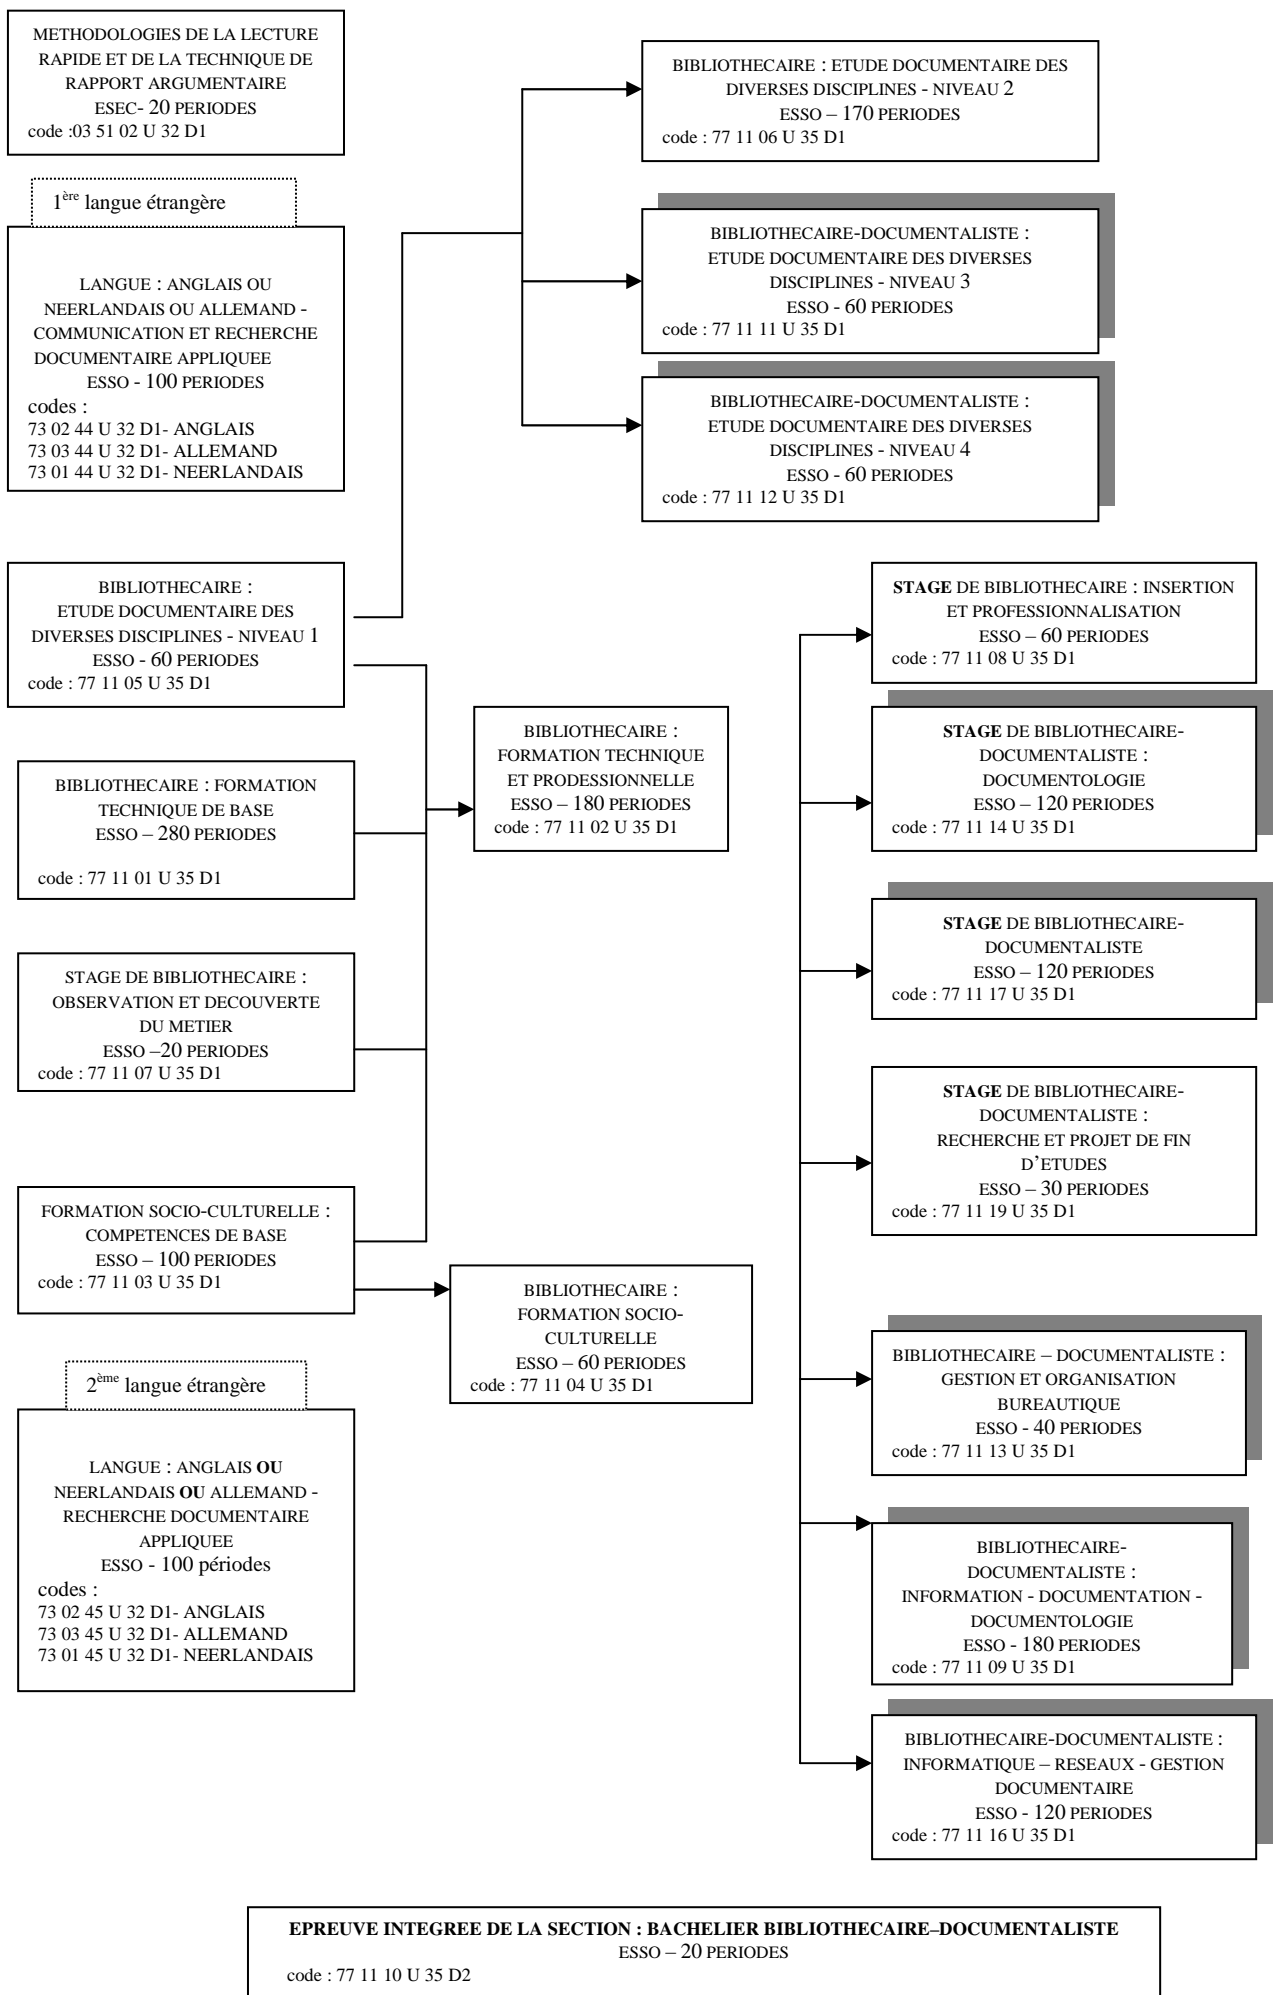 METHODOLOGIES DE LA LECTURE
RAPIDE ET DE LA TECHNIQUE DE
RAPPORT ARGUMENTAIRE
ESEC- 20 PERIODES
code :03 51 02 U 32 D1
1ère langue étrangère
LANGUE : ANGLAIS OU
NEERLANDAIS OU ALLEMAND -
COMMUNICATION ET RECHERCHE
DOCUMENTAIRE APPLIQUEE
ESSO - 100 PERIODES
codes :
73 02 44 U 32 D1- ANGLAIS
73 03 44 U 32 D1- ALLEMAND
73 01 44 U 32 D1- NEERLANDAIS
BIBLIOTHECAIRE : ETUDE DOCUMENTAIRE DES
DIVERSES DISCIPLINES - NIVEAU 2
ESSO – 170 PERIODES
code : 77 11 06 U 35 D1
BIBLIOTHECAIRE-DOCUMENTALISTE :
ETUDE DOCUMENTAIRE DES DIVERSES
DISCIPLINES - NIVEAU 3
ESSO - 60 PERIODES
code : 77 11 11 U 35 D1
BIBLIOTHECAIRE-DOCUMENTALISTE :
ETUDE DOCUMENTAIRE DES DIVERSES
DISCIPLINES - NIVEAU 4
ESSO - 60 PERIODES
code : 77 11 12 U 35 D1
BIBLIOTHECAIRE :
ETUDE DOCUMENTAIRE DES
DIVERSES DISCIPLINES - NIVEAU 1
ESSO - 60 PERIODES
code : 77 11 05 U 35 D1
BIBLIOTHECAIRE : FORMATION
TECHNIQUE DE BASE
ESSO – 280 PERIODES
code : 77 11 01 U 35 D1
STAGE DE BIBLIOTHECAIRE :
OBSERVATION ET DECOUVERTE
DU METIER
ESSO –20 PERIODES
code : 77 11 07 U 35 D1
FORMATION SOCIO-CULTURELLE :
COMPETENCES DE BASE
ESSO – 100 PERIODES
code : 77 11 03 U 35 D1
2ème langue étrangère
LANGUE : ANGLAIS OU
NEERLANDAIS OU ALLEMAND -
RECHERCHE DOCUMENTAIRE
APPLIQUEE
ESSO - 100 périodes
codes :
73 02 45 U 32 D1- ANGLAIS
73 03 45 U 32 D1- ALLEMAND
73 01 45 U 32 D1- NEERLANDAIS
BIBLIOTHECAIRE :
FORMATION TECHNIQUE
ET PRODESSIONNELLE
ESSO – 180 PERIODES
code : 77 11 02 U 35 D1
BIBLIOTHECAIRE :
FORMATION SOCIO-
CULTURELLE
ESSO – 60 PERIODES
code : 77 11 04 U 35 D1
STAGE DE BIBLIOTHECAIRE : INSERTION
ET PROFESSIONNALISATION
ESSO – 60 PERIODES
code : 77 11 08 U 35 D1
STAGE DE BIBLIOTHECAIRE-
DOCUMENTALISTE :
DOCUMENTOLOGIE
ESSO – 120 PERIODES
code : 77 11 14 U 35 D1
STAGE DE BIBLIOTHECAIRE-
DOCUMENTALISTE
ESSO – 120 PERIODES
code : 77 11 17 U 35 D1
STAGE DE BIBLIOTHECAIRE-
DOCUMENTALISTE :
RECHERCHE ET PROJET DE FIN
D’ETUDES
ESSO – 30 PERIODES
code : 77 11 19 U 35 D1
BIBLIOTHECAIRE – DOCUMENTALISTE :
GESTION ET ORGANISATION
BUREAUTIQUE
ESSO - 40 PERIODES
code : 77 11 13 U 35 D1
BIBLIOTHECAIRE-
DOCUMENTALISTE :
INFORMATION - DOCUMENTATION -
DOCUMENTOLOGIE
ESSO - 180 PERIODES
code : 77 11 09 U 35 D1
BIBLIOTHECAIRE-DOCUMENTALISTE :
INFORMATIQUE – RESEAUX - GESTION
DOCUMENTAIRE
ESSO - 120 PERIODES
code : 77 11 16 U 35 D1
EPREUVE INTEGREE DE LA SECTION : BACHELIER BIBLIOTHECAIRE–DOCUMENTALISTE
ESSO – 20 PERIODES
code : 77 11 10 U 35 D2